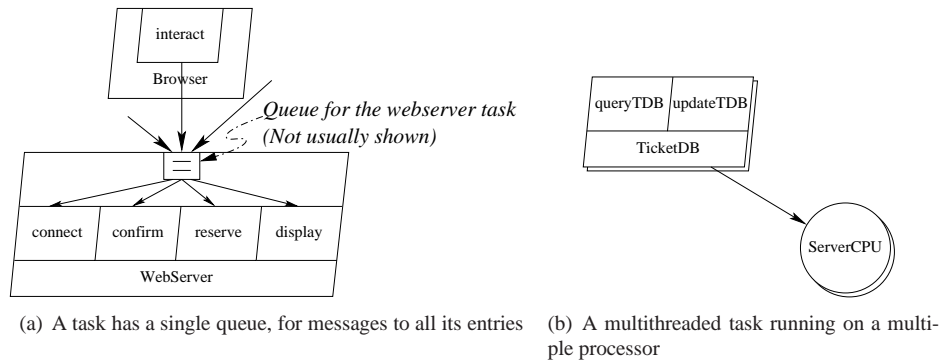 interact
Browser
Queue for the webserver task
(Not usually shown)
connect confirm reserve display
WebServer
(a) A task has a single queue, for messages to all its entries
queryTDB updateTDB
TicketDB
ServerCPU
(b) A multithreaded task running on a multi-
ple processor